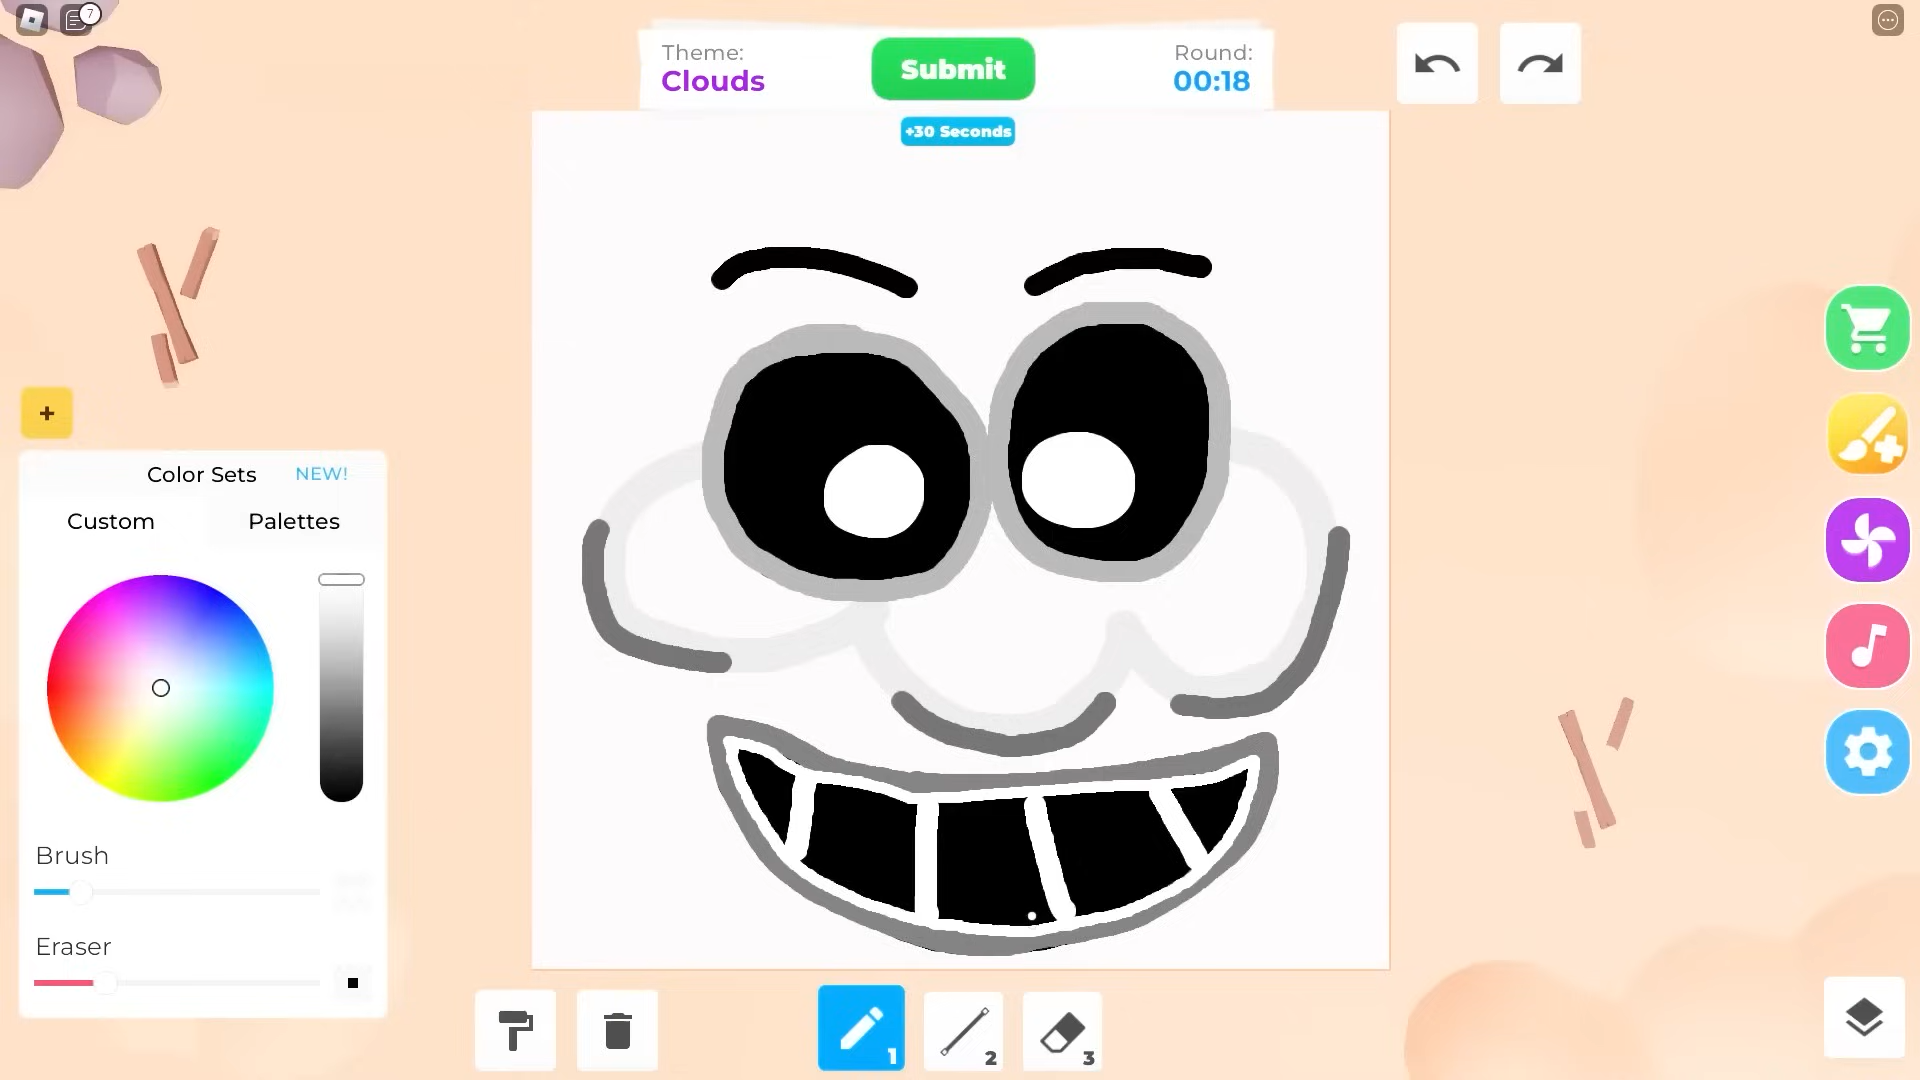 7
Theme:
Clouds
Submit
Round:
00:18
+30 Seconds
+
Color Sets
NEW!
Custom
Palettes
Brush
Eraser
1
2
3